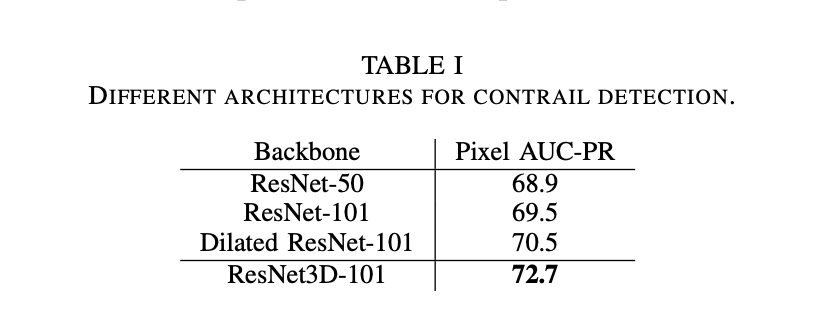 TABLE I
DIFFERENT ARCHITECTURES FOR CONTRAIL DETECTION.
Backbone Pixel AUC-PR
ResNet-50 68.9
ResNet-101 69.5
Dilated ResNet-101 70.5
ResNet3D-101 72.7